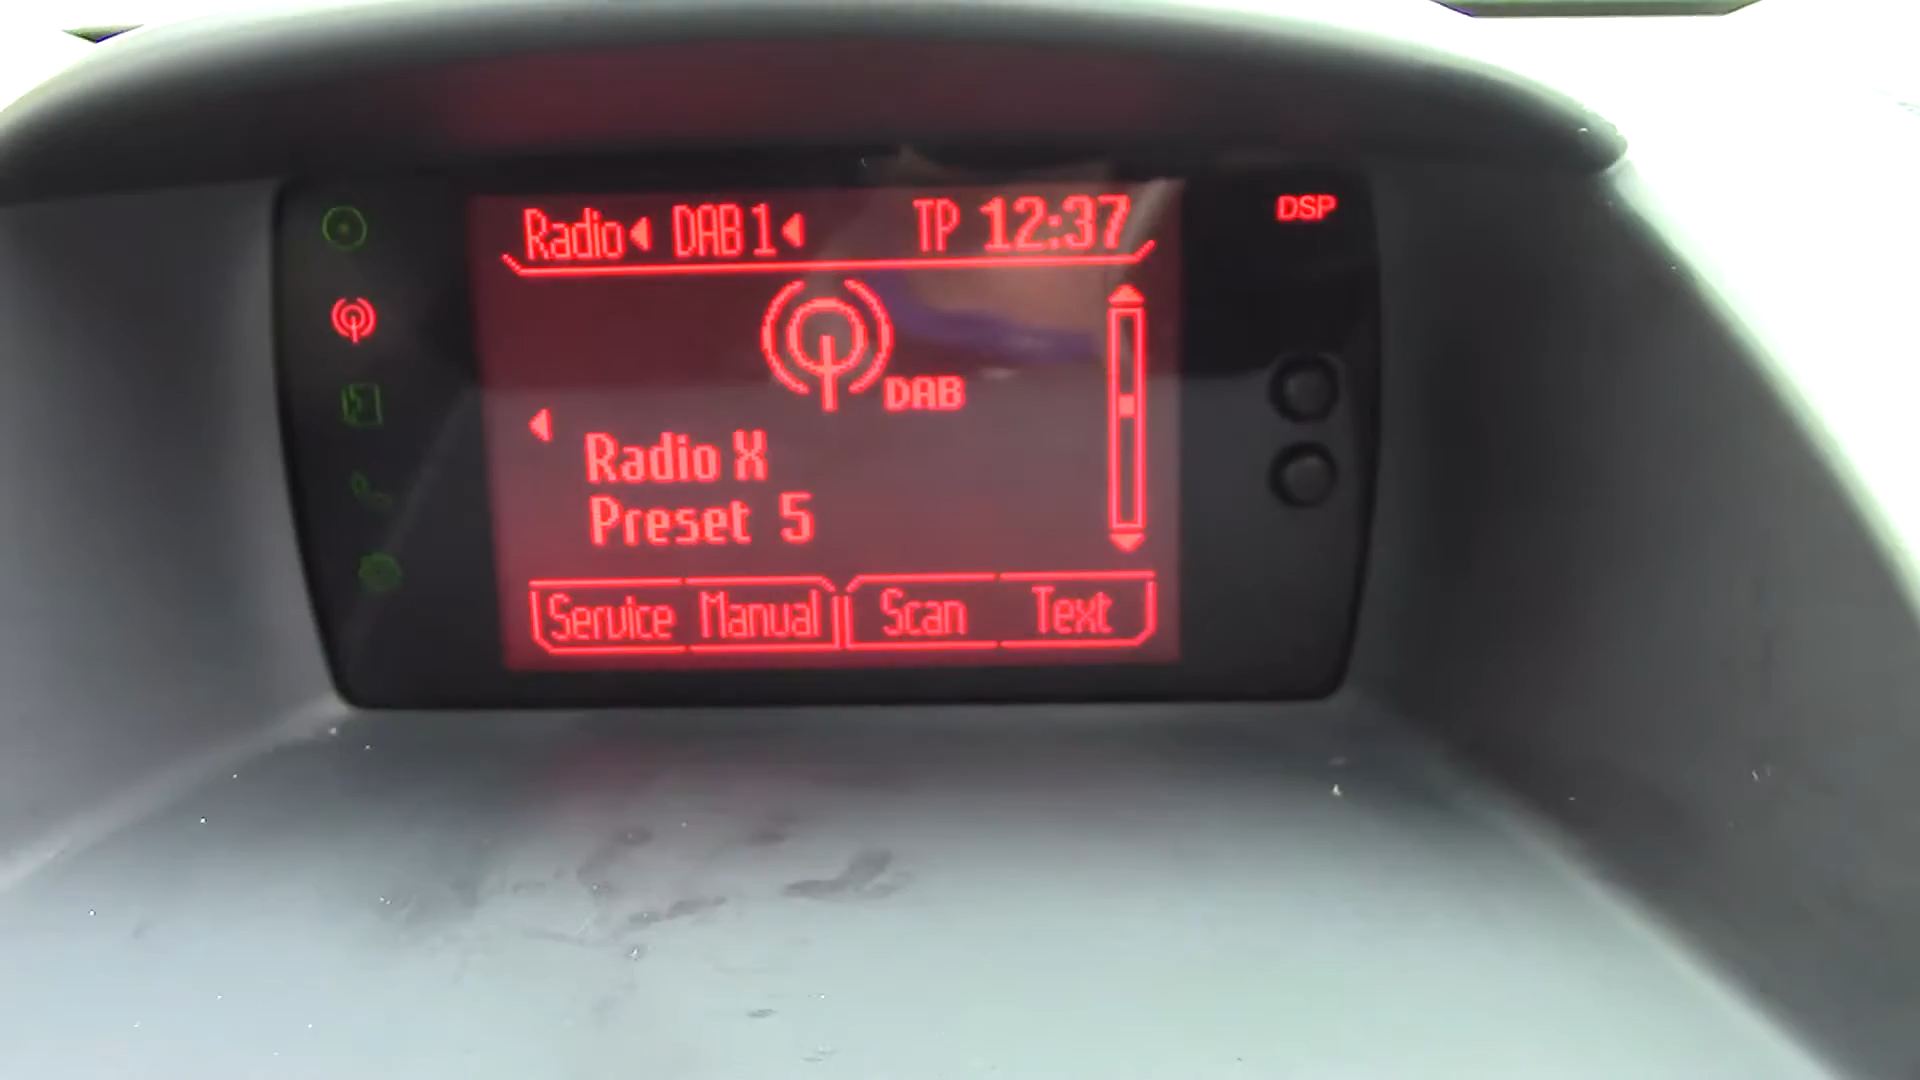 Radio DAB 1 TP 12:37
DSP
DAB
Radio X
Preset 5
Service Manual Scan Text